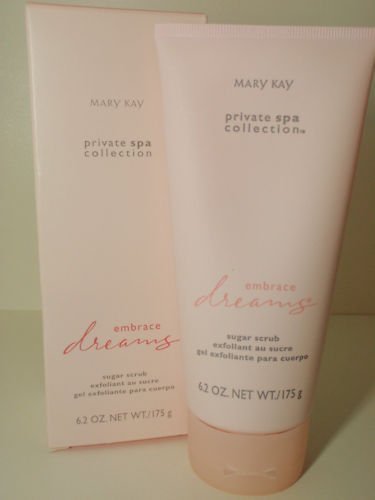 MARY KAY
private spa
collection
embrace
dreams
sugar scrub
exfoliant au sucre
gel exfoliante para cuerpo
6.2 OZ. NET WT./175 g
MARY KAY
private spa
collection™
embrace
dreams
sugar scrub
exfoliant au sucre
gel exfoliante para cuerpo
6.2 OZ. NET WT./175 g